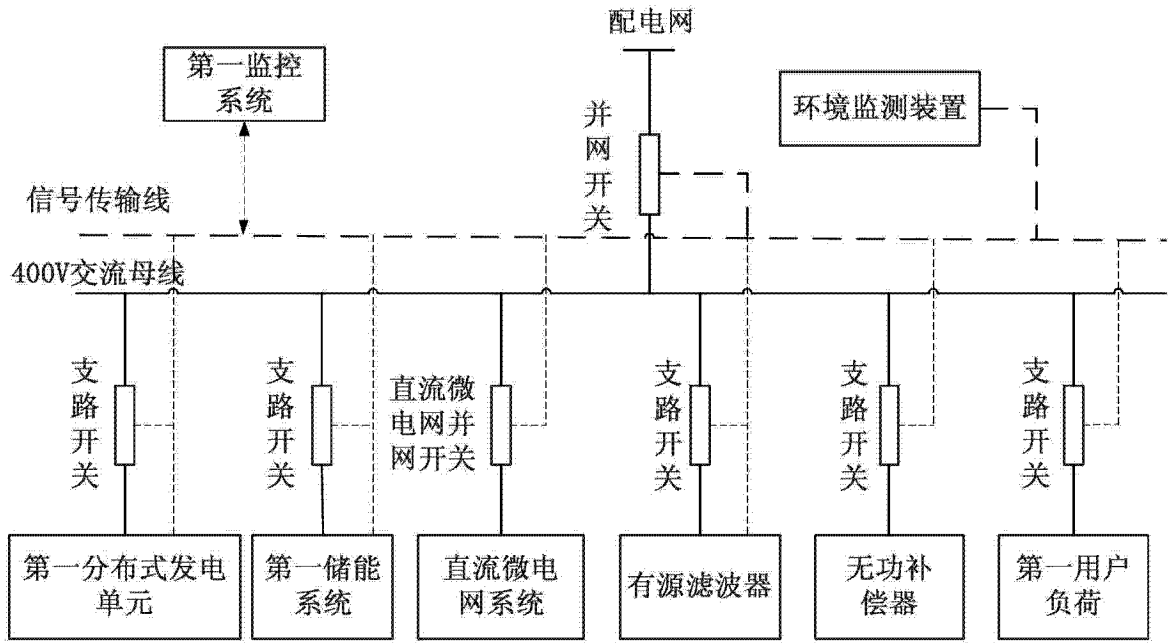 配电网
第一监控
系统
环境监测装置
并网开关
信号传输线
400V交流母线
支路开关
支路开关
直流微
电网并
网开关
支路开关
支路开关
支路开关
第一分布式发电
单元
第一储能
系统
直流微电
网系统
有源滤波器
无功补
偿器
第一用户
负荷